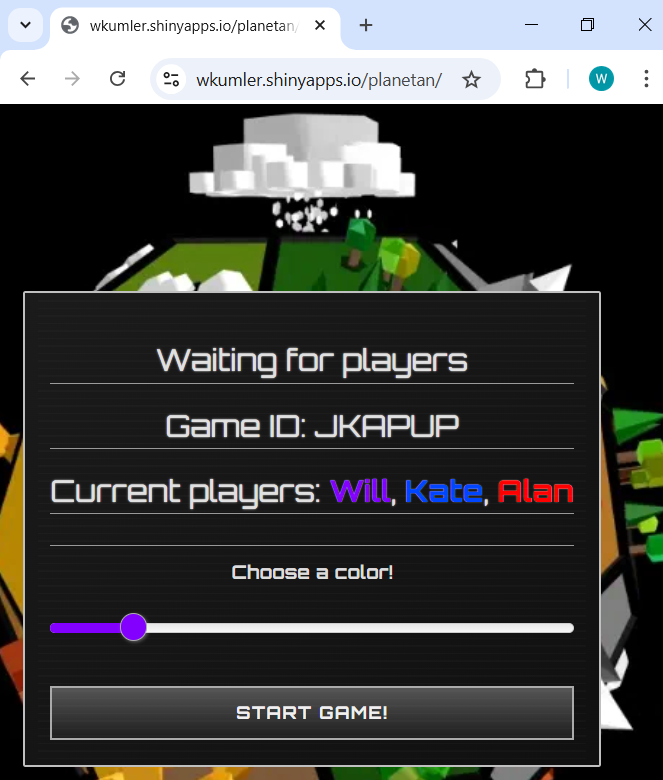 wkumler.shinyapps.io/planetan/
wkumler.shinyapps.io/planetan/
W
Waiting for players
Game ID: JKAPUP
Current players: Will, Kate, Alan
Choose a color!
START GAME!